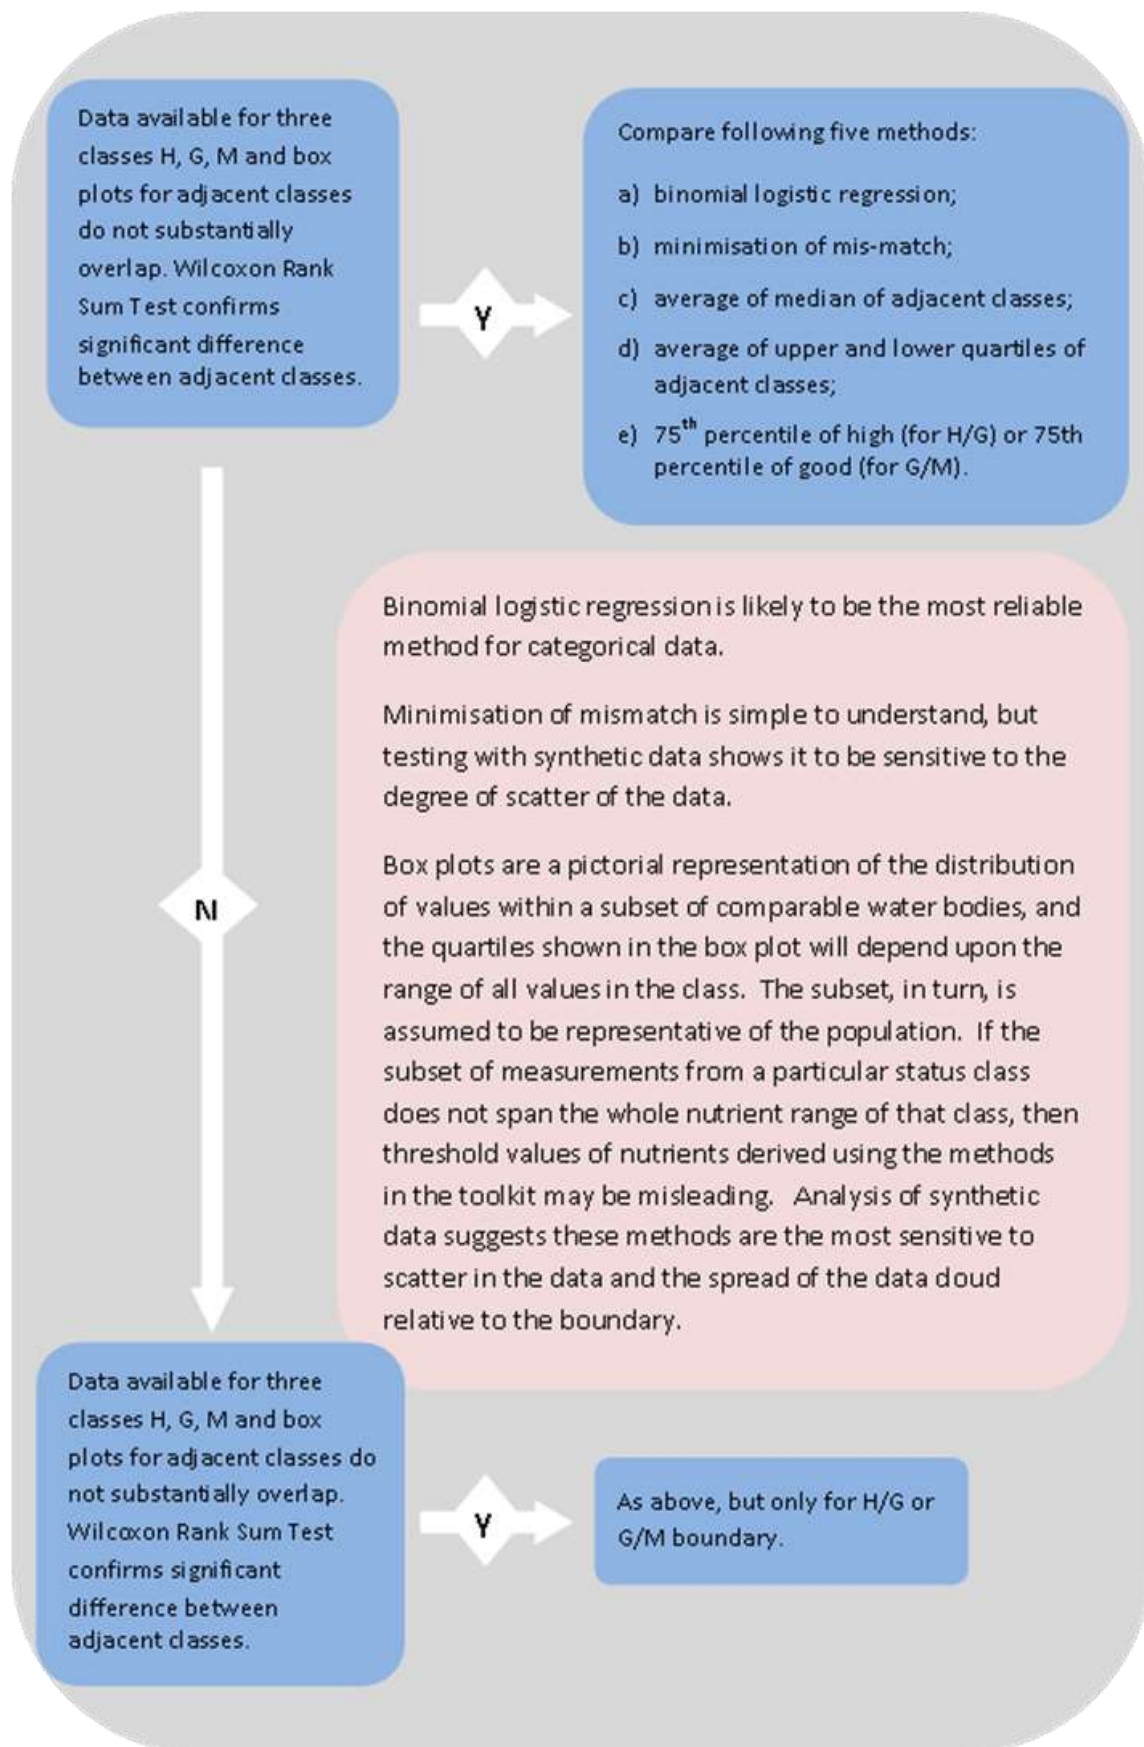 Data available for three
classes H, G, M and box
plots for adjacent classes
do not substantially
overlap. Wilcoxon Rank
Sum Test confirms
significant difference
between adjacent classes.
Y
Compare following five methods:
a) binomial logistic regression;
b) minimisation of mis-match;
c) average of median of adjacent classes;
d) average of upper and lower quartiles of
adjacent classes;
e) 75th percentile of high (for H/G) or 75th
percentile of good (for G/M).
N
Binomial logistic regression is likely to be the most reliable
method for categorical data.
Minimisation of mismatch is simple to understand, but
testing with synthetic data shows it to be sensitive to the
degree of scatter of the data.
Box plots are a pictorial representation of the distribution
of values within a subset of comparable water bodies, and
the quartiles shown in the box plot will depend upon the
range of all values in the class. The subset, in turn, is
assumed to be representative of the population. If the
subset of measurements from a particular status class
does not span the whole nutrient range of that class, then
threshold values of nutrients derived using the methods
in the toolkit may be misleading. Analysis of synthetic
data suggests these methods are the most sensitive to
scatter in the data and the spread of the data cloud
relative to the boundary.
Data available for three
classes H, G, M and box
plots for adjacent classes do
not substantially overlap.
Wilcoxon Rank Sum Test
confirms significant
difference between
adjacent classes.
Y
As above, but only for H/G or
G/M boundary.